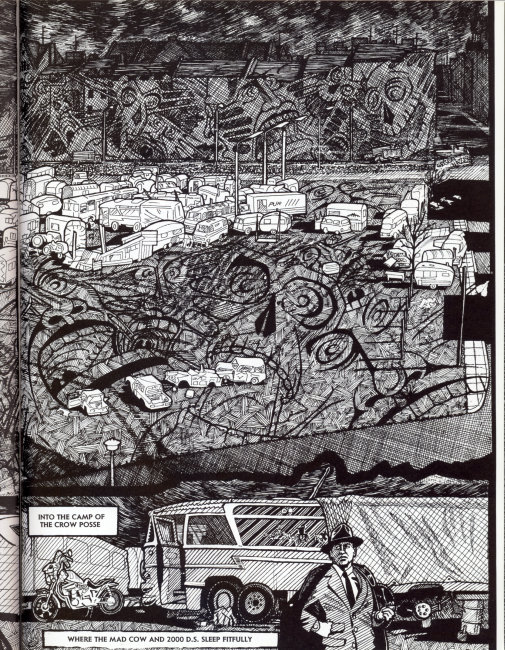 INTO THE CAMP OF
THE CROW POSSE
WHERE THE MAD COW AND 2000 D.S. SLEEP FITFULLY